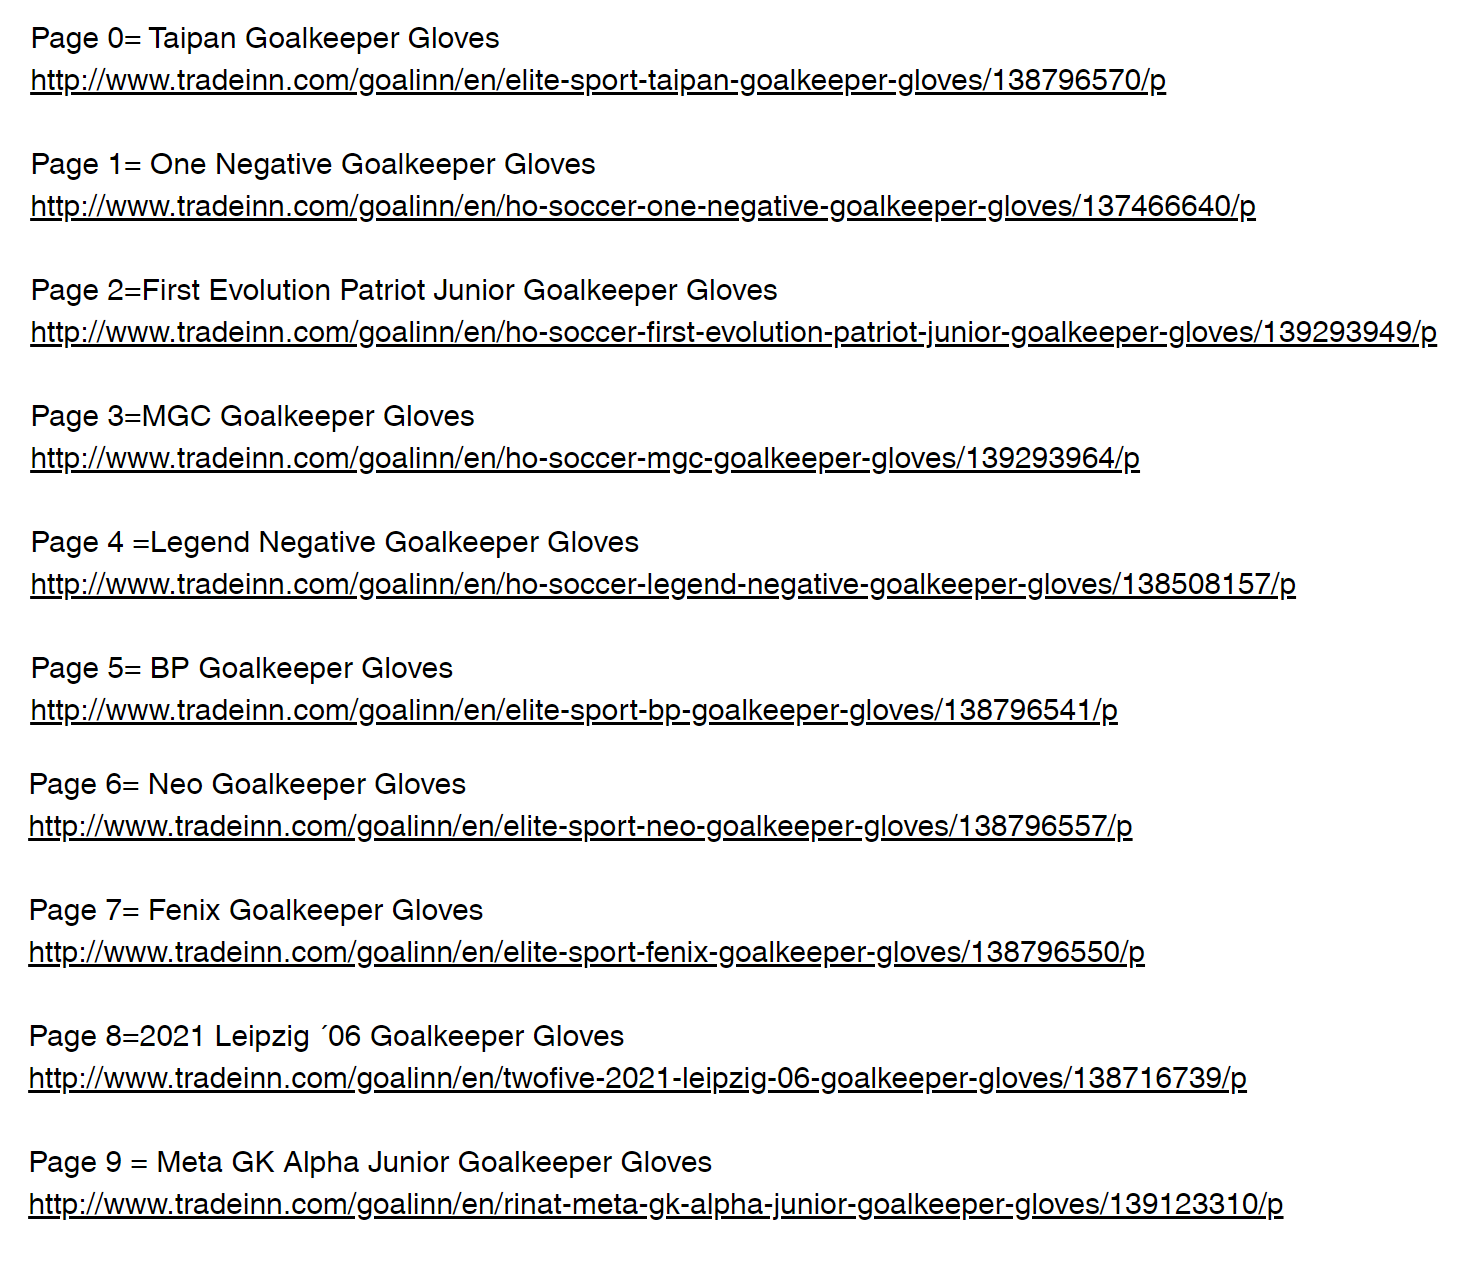 Page 0= Taipan Goalkeeper Gloves
http://www.tradeinn.com/goalinn/en/elite-sport-taipan-goalkeeper-gloves/138796570/p
Page 1= One Negative Goalkeeper Gloves
http://www.tradeinn.com/goalinn/en/ho-soccer-one-negative-goalkeeper-gloves/137466640/p
Page 2=First Evolution Patriot Junior Goalkeeper Gloves
http://www.tradeinn.com/goalinn/en/ho-soccer-first-evolution-patriot-junior-goalkeeper-gloves/139293949/p
Page 3=MGC Goalkeeper Gloves
http://www.tradeinn.com/goalinn/en/ho-soccer-mgc-goalkeeper-gloves/139293964/p
Page 4 =Legend Negative Goalkeeper Gloves
http://www.tradeinn.com/goalinn/en/ho-soccer-legend-negative-goalkeeper-gloves/138508157/p
Page 5= BP Goalkeeper Gloves
http://www.tradeinn.com/goalinn/en/elite-sport-bp-goalkeeper-gloves/138796541/p
Page 6= Neo Goalkeeper Gloves
http://www.tradeinn.com/goalinn/en/elite-sport-neo-goalkeeper-gloves/138796557/p
Page 7= Fenix Goalkeeper Gloves
http://www.tradeinn.com/goalinn/en/elite-sport-fenix-goalkeeper-gloves/138796550/p
Page 8=2021 Leipzig ´06 Goalkeeper Gloves
http://www.tradeinn.com/goalinn/en/twofive-2021-leipzig-06-goalkeeper-gloves/138716739/p
Page 9 = Meta GK Alpha Junior Goalkeeper Gloves
http://www.tradeinn.com/goalinn/en/rinat-meta-gk-alpha-junior-goalkeeper-gloves/139123310/p